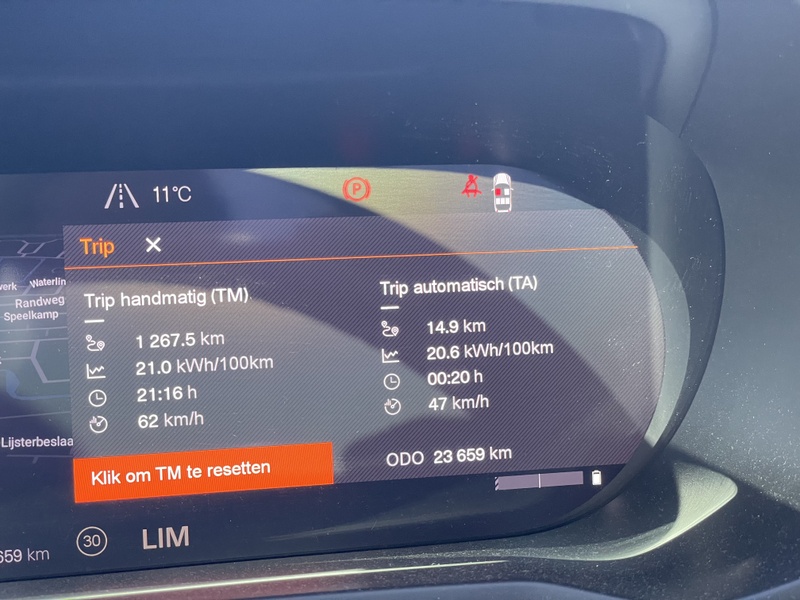 11°C
P
Trip ✕
Trip handmatig (TM)
1 267.5 km
21.0 kWh/100km
21:16 h
62 km/h
Klik om TM te resetten
Trip automatisch (TA)
14.9 km
20.6 kWh/100km
00:20 h
47 km/h
ODO 23 659 km
Randweg
Speelkamp
659 km
30
LIM